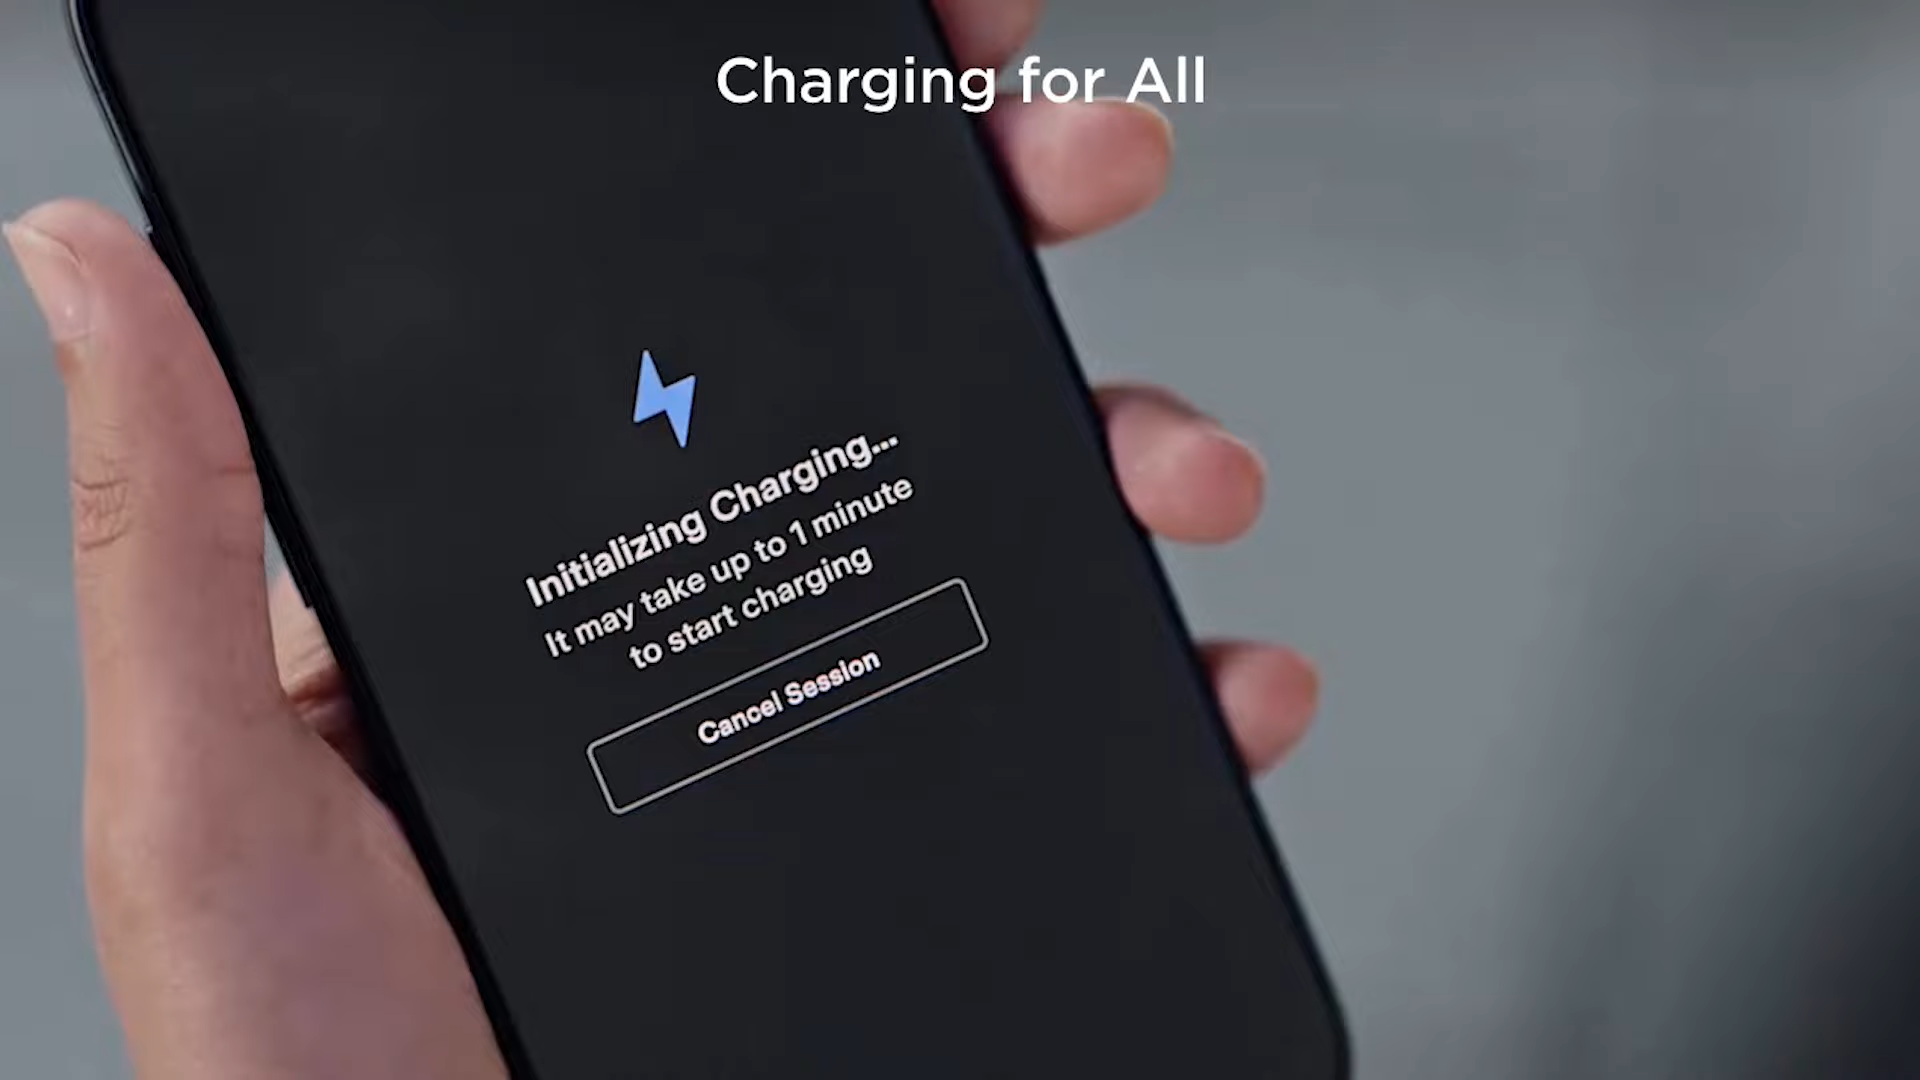 Charging for All
Initializing Charging...
It may take up to 1 minute
to start charging
Cancel Session